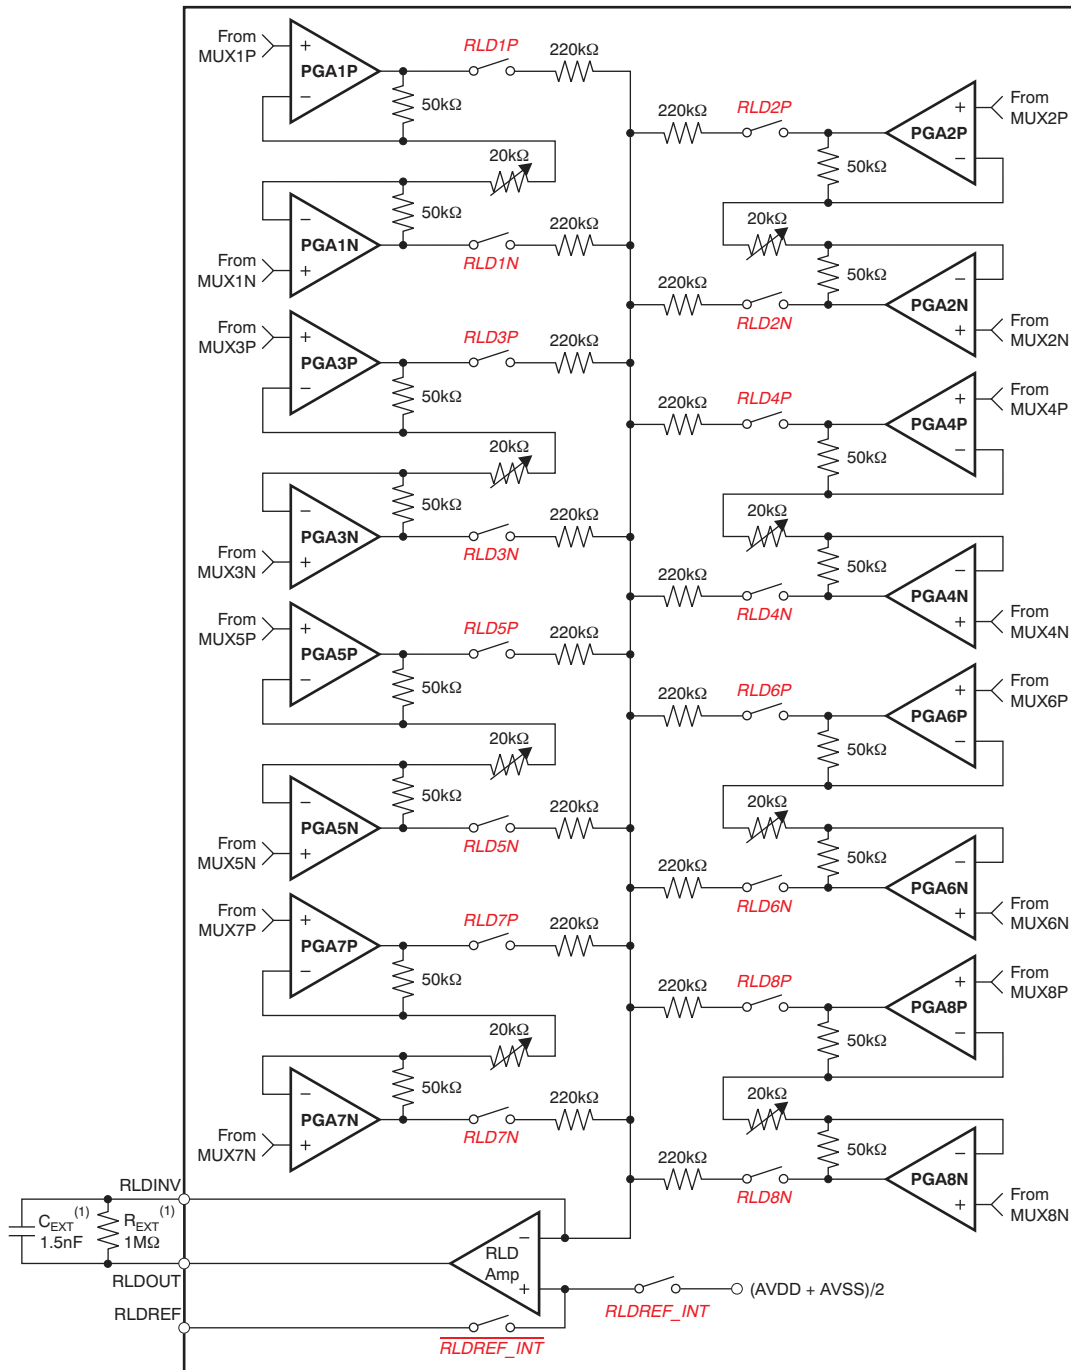 From
MUX1P
PGA1P
RLD1P
220kΩ
50kΩ
20kΩ
50kΩ
PGA1N
From
MUX1N
RLD1N
220kΩ
220kΩ
RLD2P
PGA2P
From
MUX2P
50kΩ
20kΩ
50kΩ
220kΩ
RLD2N
PGA2N
From
MUX2N
From
MUX3P
PGA3P
RLD3P
220kΩ
50kΩ
20kΩ
50kΩ
PGA3N
From
MUX3N
RLD3N
220kΩ
220kΩ
RLD4P
PGA4P
From
MUX4P
50kΩ
20kΩ
50kΩ
220kΩ
RLD4N
PGA4N
From
MUX4N
From
MUX5P
PGA5P
RLD5P
220kΩ
50kΩ
20kΩ
50kΩ
PGA5N
From
MUX5N
RLD5N
220kΩ
220kΩ
RLD6P
PGA6P
From
MUX6P
50kΩ
20kΩ
50kΩ
220kΩ
RLD6N
PGA6N
From
MUX6N
From
MUX7P
PGA7P
RLD7P
220kΩ
50kΩ
20kΩ
50kΩ
PGA7N
From
MUX7N
RLD7N
220kΩ
220kΩ
RLD8P
PGA8P
From
MUX8P
50kΩ
20kΩ
50kΩ
220kΩ
RLD8N
PGA8N
From
MUX8N
RLDINV
CEXT(1)
1.5nF
REXT(1)
1MΩ
RLDOUT
RLDREF
RLD
Amp
RLDREF_INT
(AVDD + AVSS)/2
RLDREF_INT